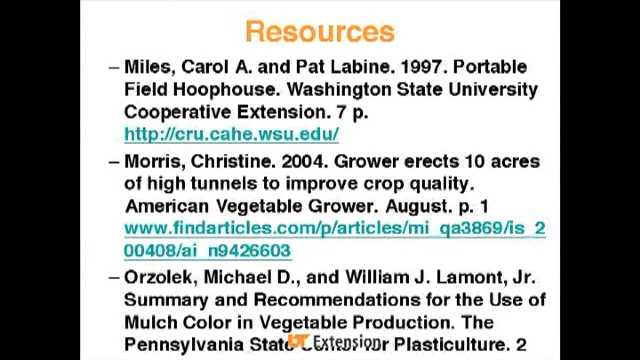 Resources
– Miles, Carol A. and Pat Labine. 1997. Portable
Field Hoophouse. Washington State University
Cooperative Extension. 7 p.
http://cru.cahe.wsu.edu/
– Morris, Christine. 2004. Grower erects 10 acres
of high tunnels to improve crop quality.
American Vegetable Grower. August. p. 1
www.findarticles.com/p/articles/mi_qa3869/is_2
00408/ai_n9426603
– Orzolek, Michael D., and William J. Lamont, Jr.
Summary and Recommendations for the Use of
Mulch Color in Vegetable Production. The
Pennsylvania State for Plasticulture. 2
UT Extension